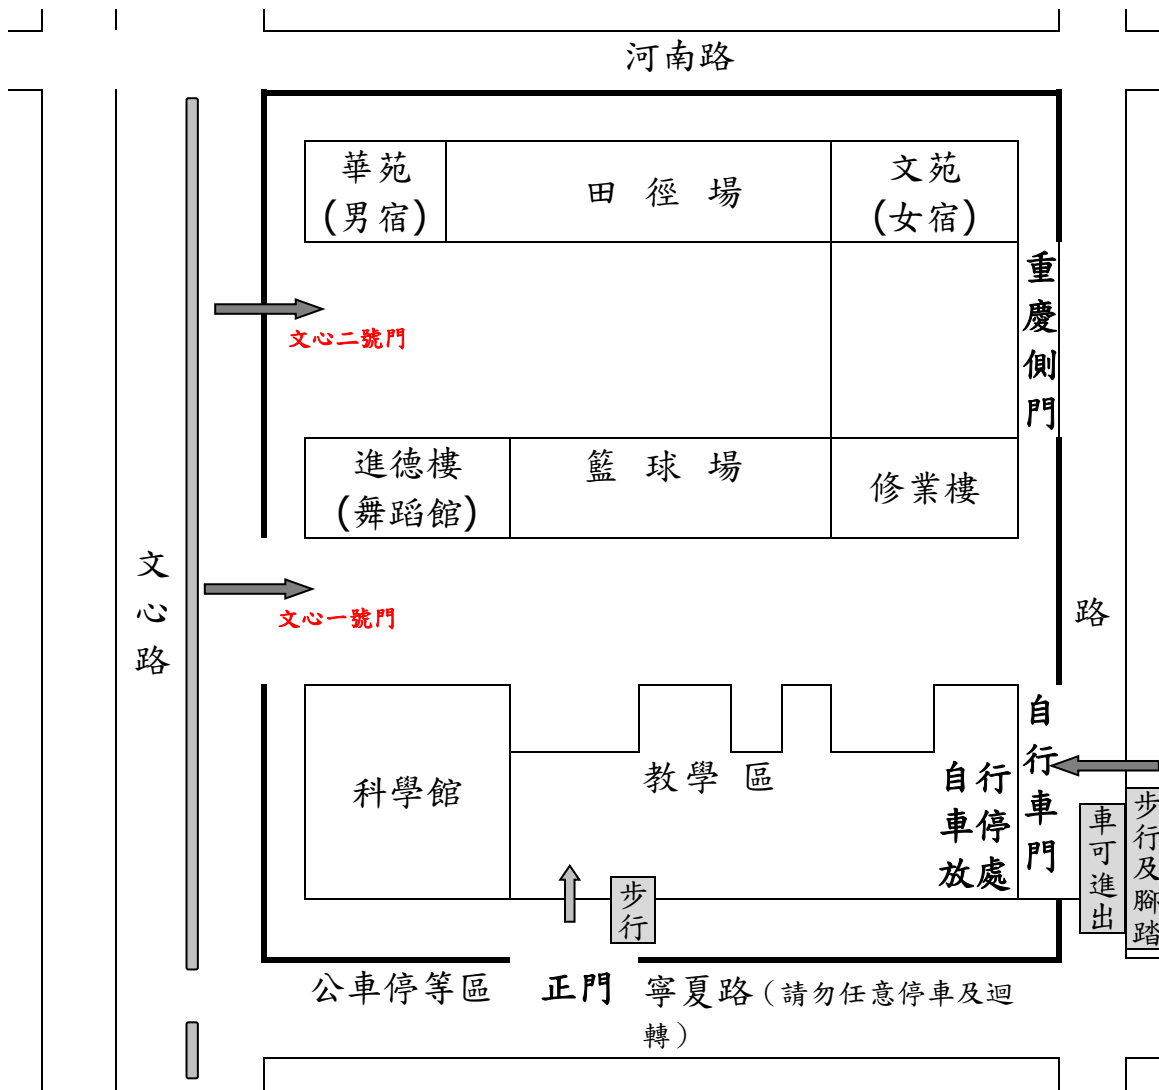 河南路
華苑
(男宿)
田 徑 場
文苑
(女宿)
重慶側門
文心二號門
進德樓
(舞蹈館)
籃 球 場
修業樓
文心路
文心一號門
路
科學館
教學 區
自行
車停
放處
自行車門
車可進出
步行及腳踏
步行
公車停等區
正門
寧夏路（請勿任意停車及迴
轉）